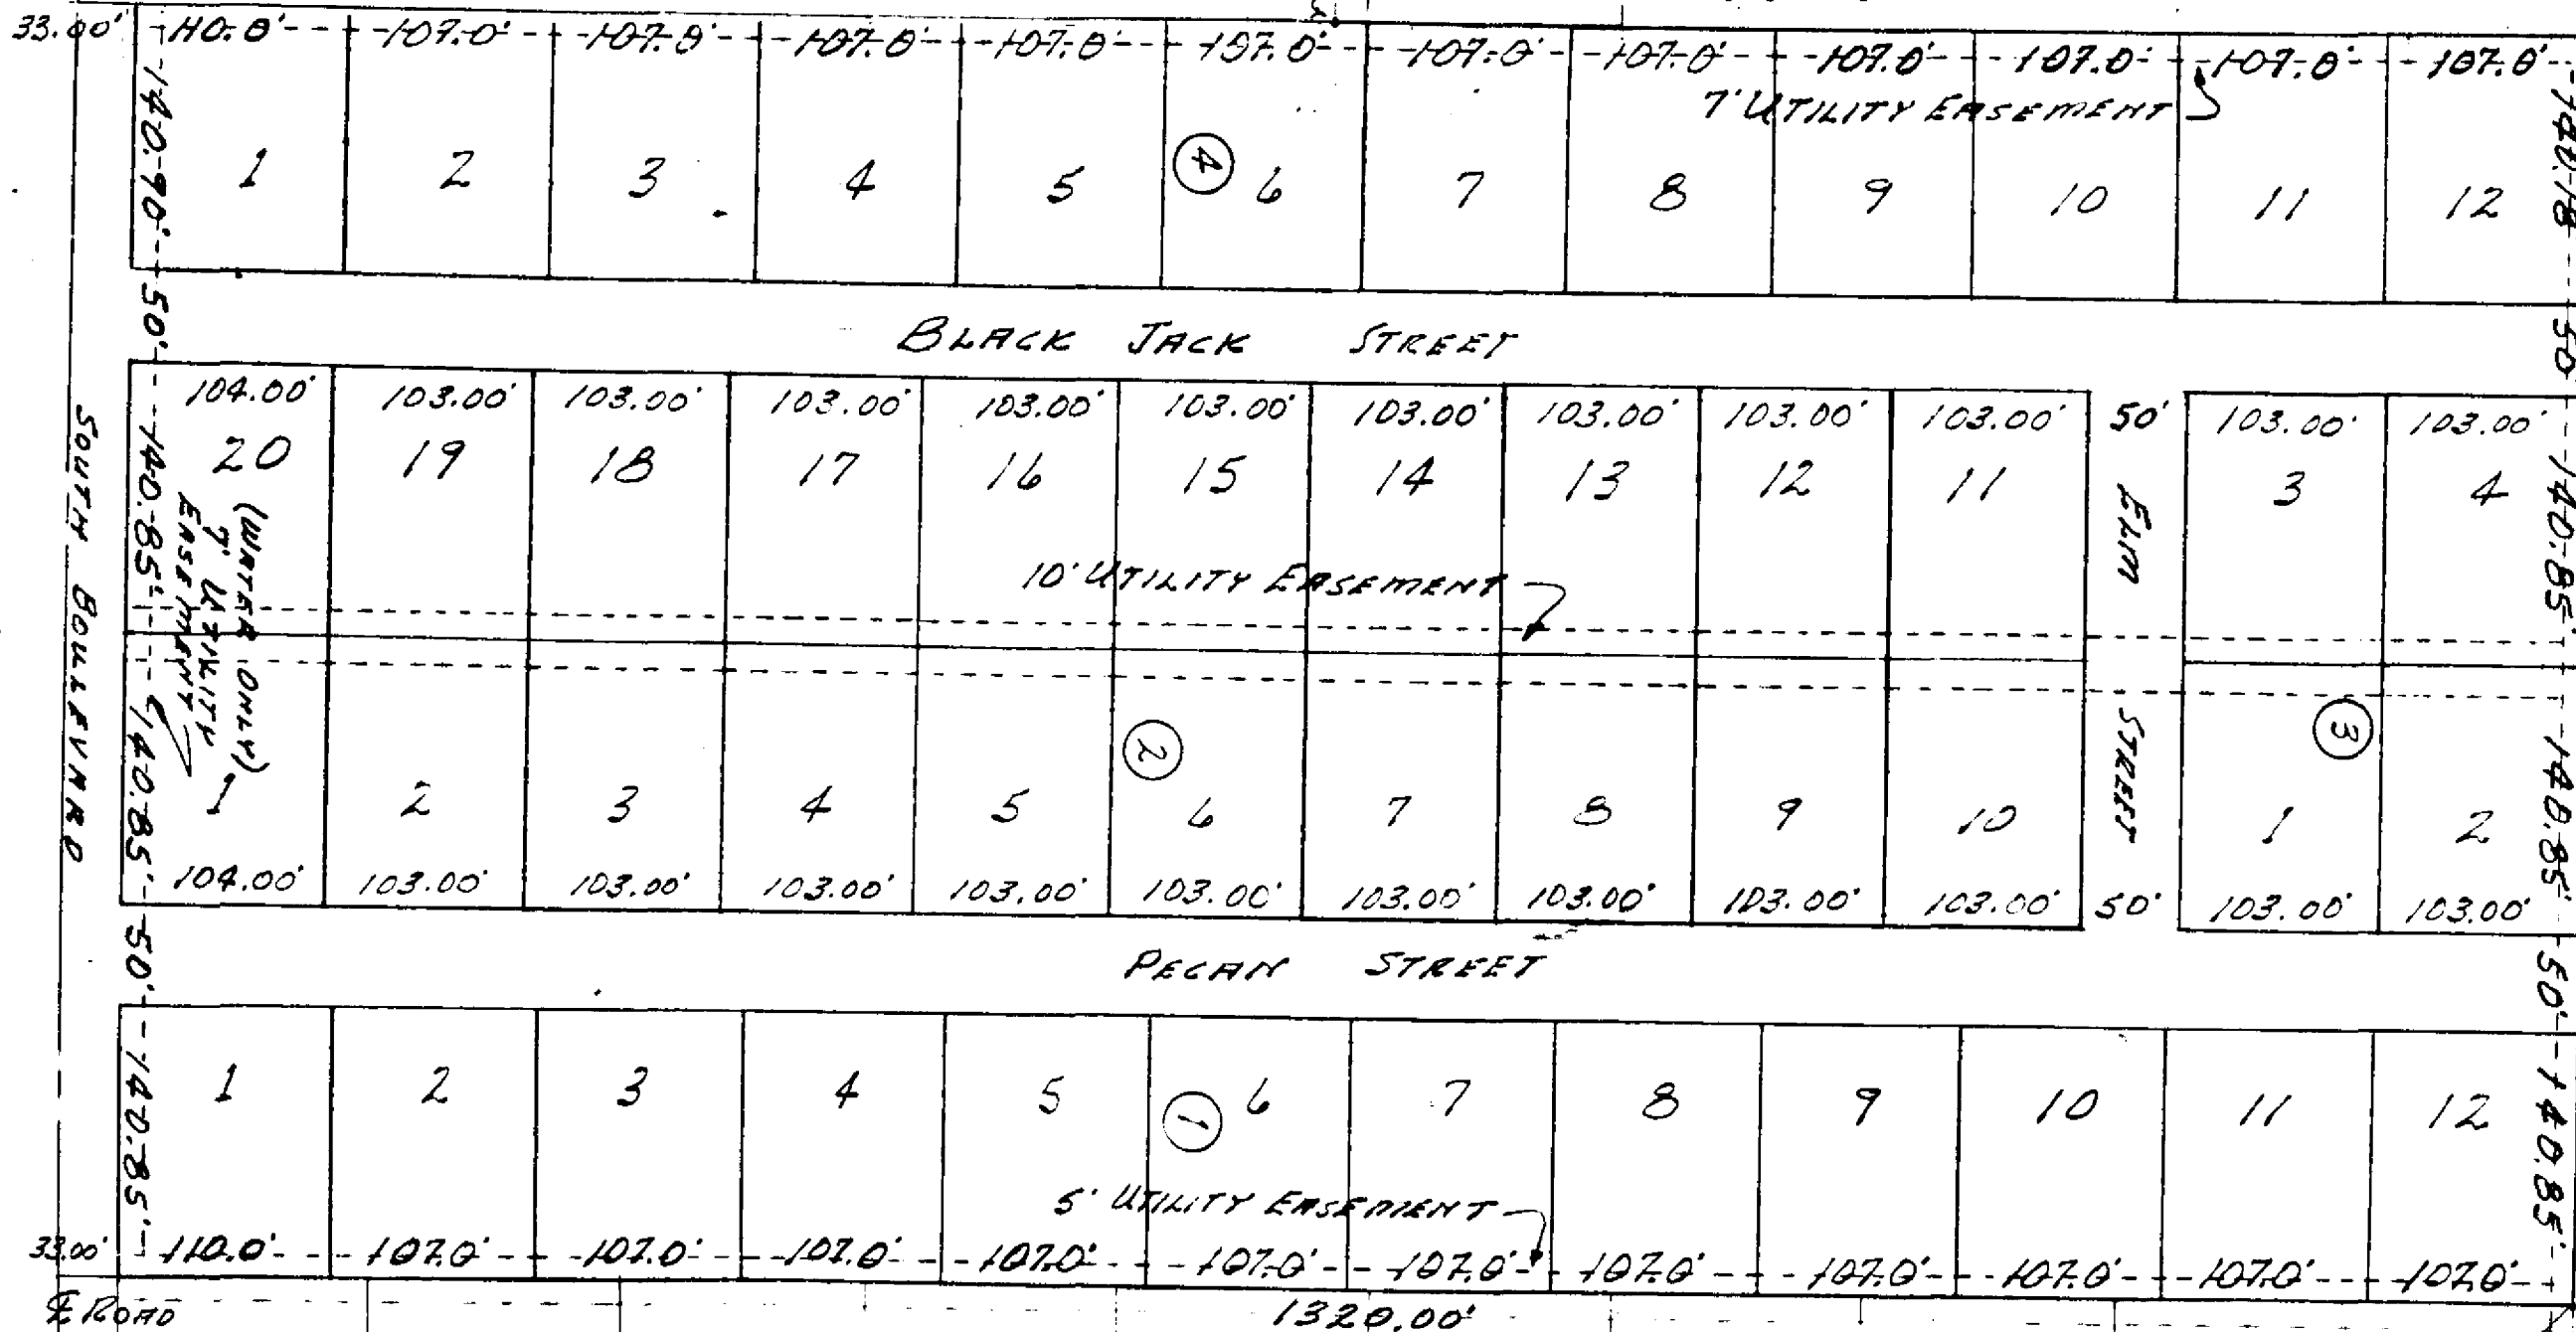 33.00' 110.0' 107.0' 107.0' 107.0' 107.0' 107.0' 107.0' 107.0' 107.0' 107.0' 107.0' 107.0'
7' UTILITY EASEMENT
140.90' 140.18
1 2 3 4 5 4 6 7 8 9 10 11 12
50' 50'
BLACK JACK STREET
104.00' 103.00' 103.00' 103.00' 103.00' 103.00' 103.00' 103.00' 103.00' 103.00' 50' 103.00' 103.00'
20 19 18 17 16 15 14 13 12 11 3 4
140.85' 140.85'
(WATER ONLY)
7' UTILITY
EASEMENT
10' UTILITY EASEMENT
ELM STREET
SOUTH BOULEVARD
140.85' 140.85'
2 3
1 2 3 4 5 6 7 8 9 10 1 2
104.00' 103.00' 103.00' 103.00' 103.00' 103.00' 103.00' 103.00' 103.00' 103.00' 50' 103.00' 103.00'
50' 50'
PECAN STREET
140.85' 140.85'
1 2 3 4 5 1 6 7 8 9 10 11 12
5' UTILITY EASEMENT
33.00' 110.0' 107.0' 107.0' 107.0' 107.0' 107.0' 107.0' 107.0' 107.0' 107.0' 107.0' 107.0'
℄ ROAD 1320.00'